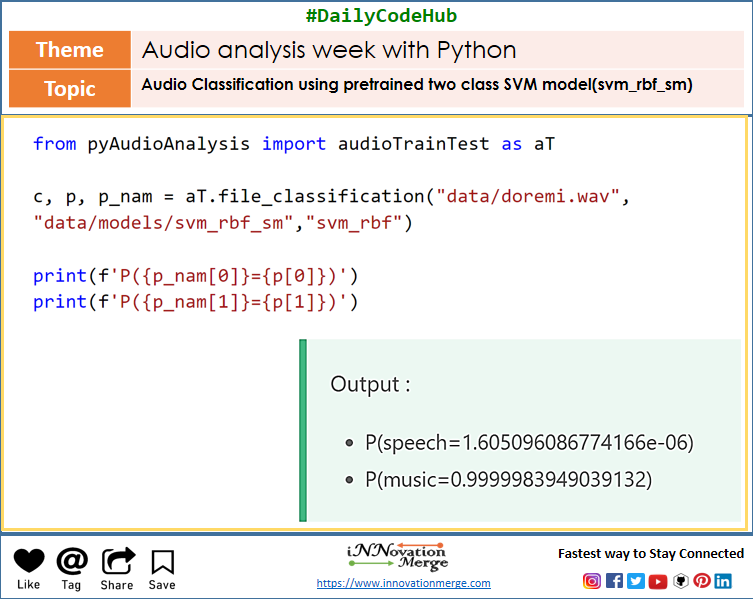 #DailyCodeHub
Theme
Audio analysis week with Python
Topic
Audio Classification using pretrained two class SVM model(svm_rbf_sm)
from pyAudioAnalysis import audioTrainTest as aT
c, p, p_nam = aT.file_classification("data/doremi.wav",
"data/models/svm_rbf_sm","svm_rbf")
print(f'P({p_nam[0]}={p[0]})')
print(f'P({p_nam[1]}={p[1]})')
Output :
• P(speech=1.605096086774166e-06)
• P(music=0.9999983949039132)
Like
Tag
Share
Save
iNNovation
Merge
https://www.innovationmerge.com
Fastest way to Stay Connected